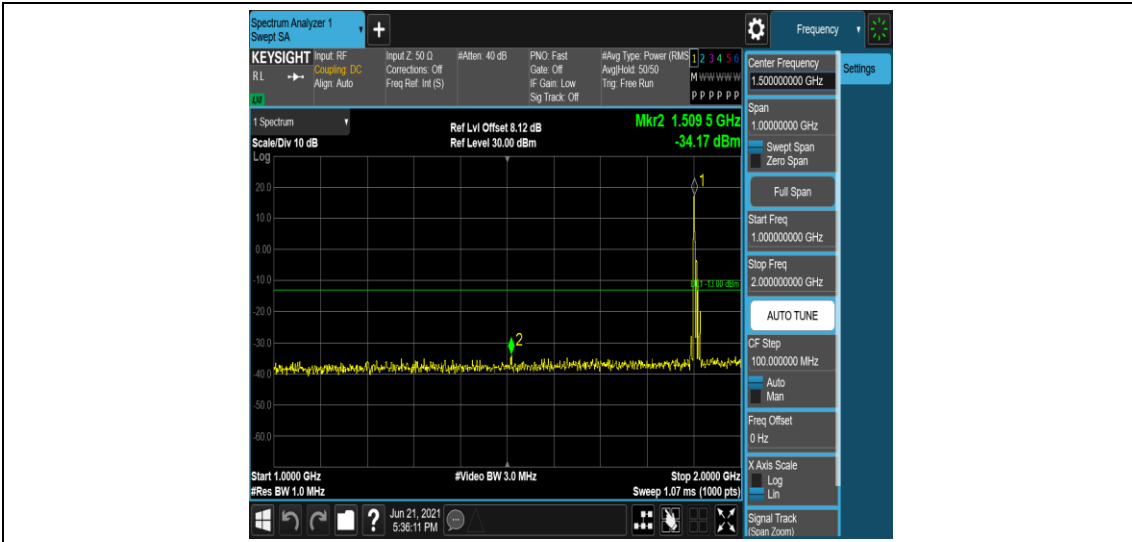 Spectrum Analyzer 1
Swept SA
+
Frequency
KEYSIGHT
RL
LXI
Input: RF
Coupling: DC
Align: Auto
Input Z: 50 Ω
Corrections: Off
Freq Ref: Int (S)
#Atten: 40 dB
PNO: Fast
Gate: Off
IF Gain: Low
Sig Track: Off
#Avg Type: Power (RMS
Avg|Hold: 50/50
Trig: Free Run
1 2 3 4 5 6
M W W W W W
P P P P P P
Center Frequency
1.500000000 GHz
Settings
Span
1.00000000 GHz
Swept Span
Zero Span
Full Span
Start Freq
1.000000000 GHz
Stop Freq
2.000000000 GHz
AUTO TUNE
CF Step
100.000000 MHz
Auto
Man
Freq Offset
0 Hz
X Axis Scale
Log
Lin
Signal Track
(Span Zoom)
1 Spectrum
Scale/Div 10 dB
Ref Lvl Offset 8.12 dB
Ref Level 30.00 dBm
Mkr2 1.509 5 GHz
-34.17 dBm
Log
20.0
10.0
0.00
-10.0
-20.0
-30.0
-40.0
-50.0
-60.0
1
2
-13.00 dBm
Start 1.0000 GHz
#Res BW 1.0 MHz
#Video BW 3.0 MHz
Stop 2.0000 GHz
Sweep 1.07 ms (1000 pts)
?
Jun 21, 2021
5:36:11 PM